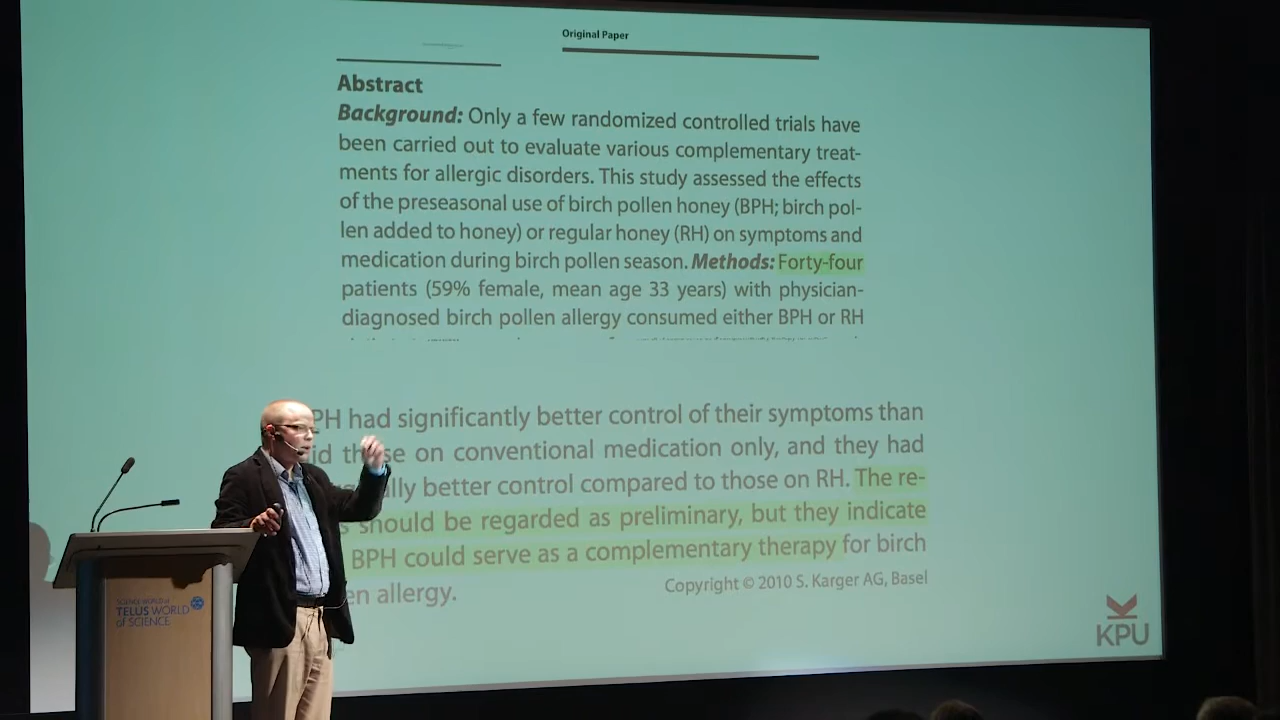 Original Paper
Abstract
Background: Only a few randomized controlled trials have
been carried out to evaluate various complementary treat-
ments for allergic disorders. This study assessed the effects
of the preseasonal use of birch pollen honey (BPH; birch pol-
len added to honey) or regular honey (RH) on symptoms and
medication during birch pollen season. Methods: Forty-four
patients (59% female, mean age 33 years) with physician-
diagnosed birch pollen allergy consumed either BPH or RH
PH had significantly better control of their symptoms than
on conventional medication only, and they had
better control compared to those on RH. The re-
should be regarded as preliminary, but they indicate
BPH could serve as a complementary therapy for birch
en allergy.
Copyright © 2010 S. Karger AG, Basel
SCIENCE WORLD at
TELUS WORLD
of SCIENCE
KPU